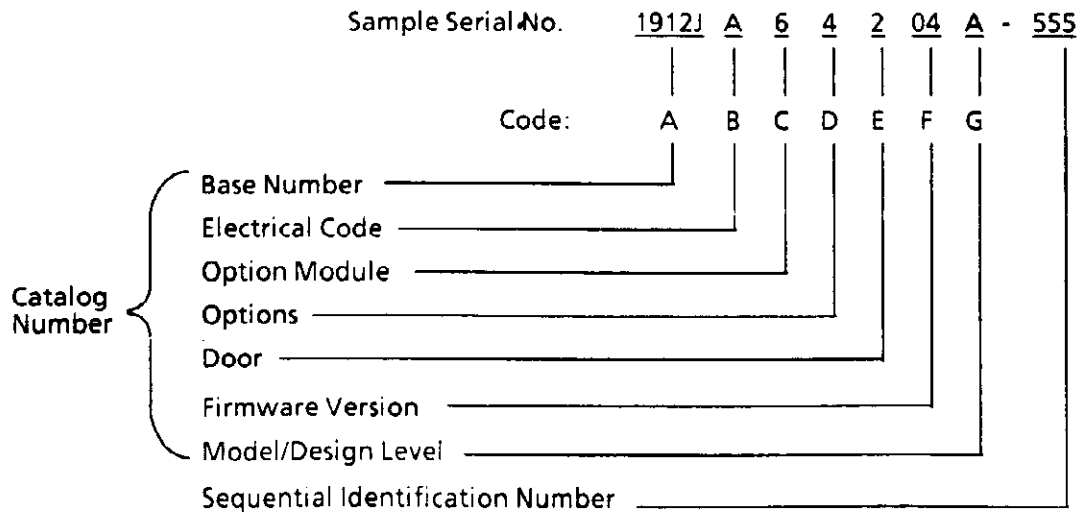 Sample Serial No. 1912J A 6 4 2 04 A - 555
Code: A B C D E F G
Base Number
Electrical Code
Option Module
Catalog Number
Options
Door
Firmware Version
Model/Design Level
Sequential Identification Number